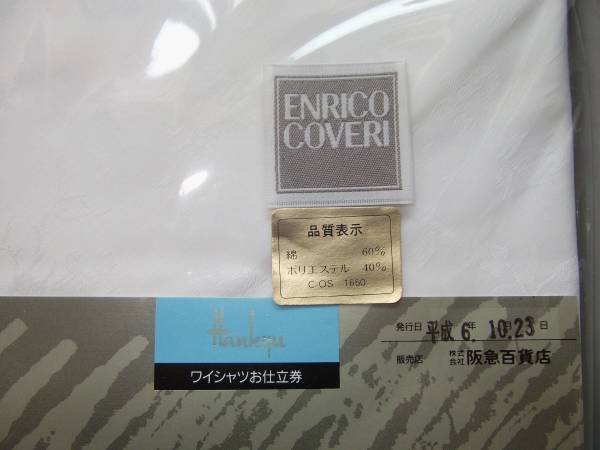 ENRICO
COVERI
品質表示
綿 60%
ポリエステル 40%
COS 1650
Hankyu
ワイシャツお仕立券
発行日 平成 6. 年 10.23 日
販売店 株式会社 阪急百貨店